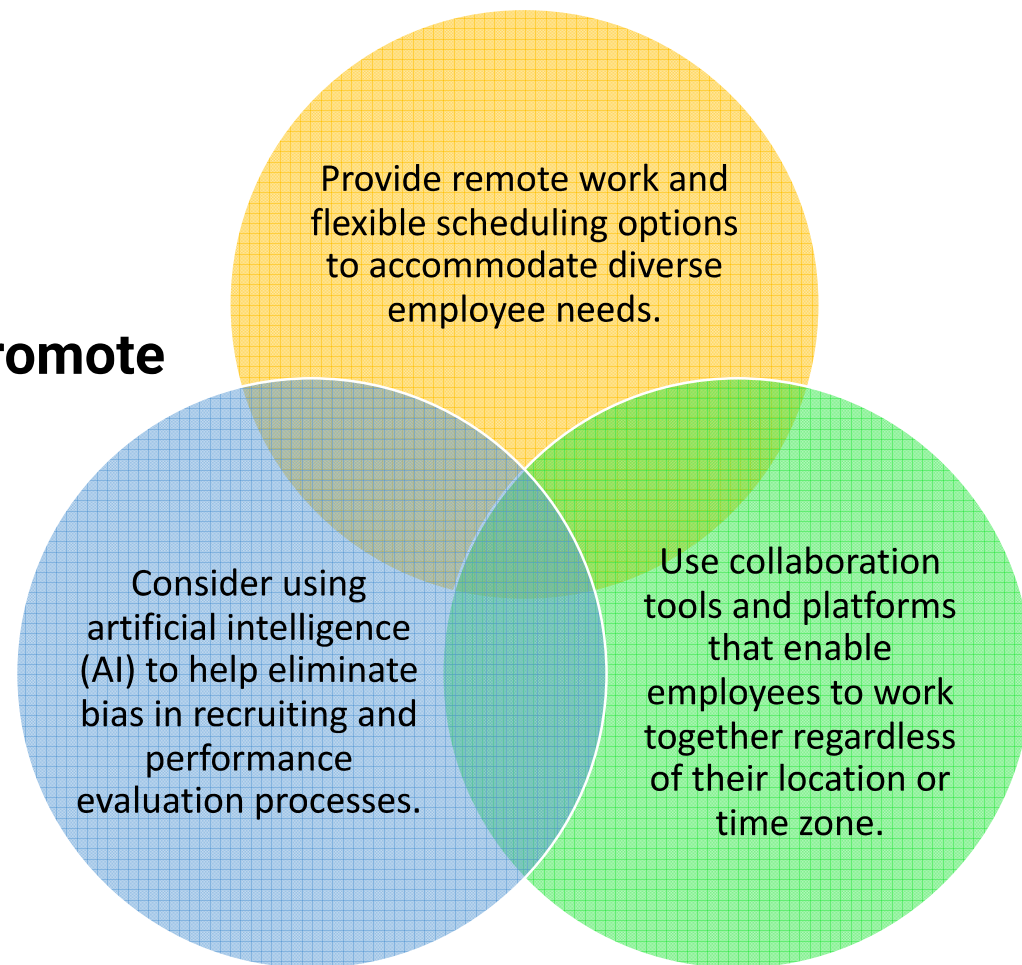 Provide remote work and
flexible scheduling options
to accommodate diverse
employee needs.
romote
Consider using
artificial intelligence
(AI) to help eliminate
bias in recruiting and
performance
evaluation processes.
Use collaboration
tools and platforms
that enable
employees to work
together regardless
of their location or
time zone.